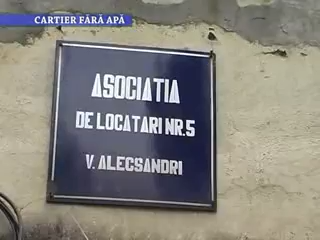 CARTIER FĂRĂ APĂ
ASOCIATIA
DE LOCATARI NR.5
V. ALECSANDRI